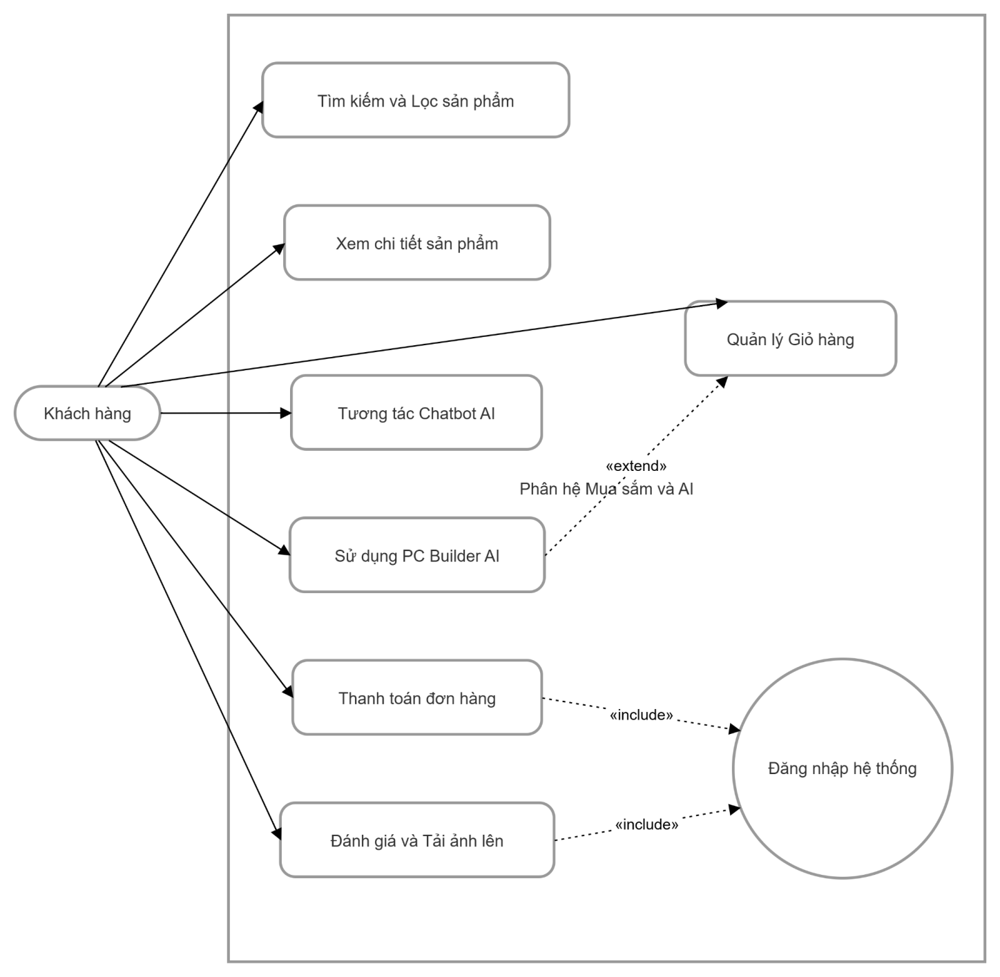 Tìm kiếm và Lọc sản phẩm
Xem chi tiết sản phẩm
Quản lý Giỏ hàng
Khách hàng
Tương tác Chatbot AI
«extend»
Phân hệ Mua sắm và AI
Sử dụng PC Builder AI
Thanh toán đơn hàng
«include»
Đăng nhập hệ thống
«include»
Đánh giá và Tải ảnh lên